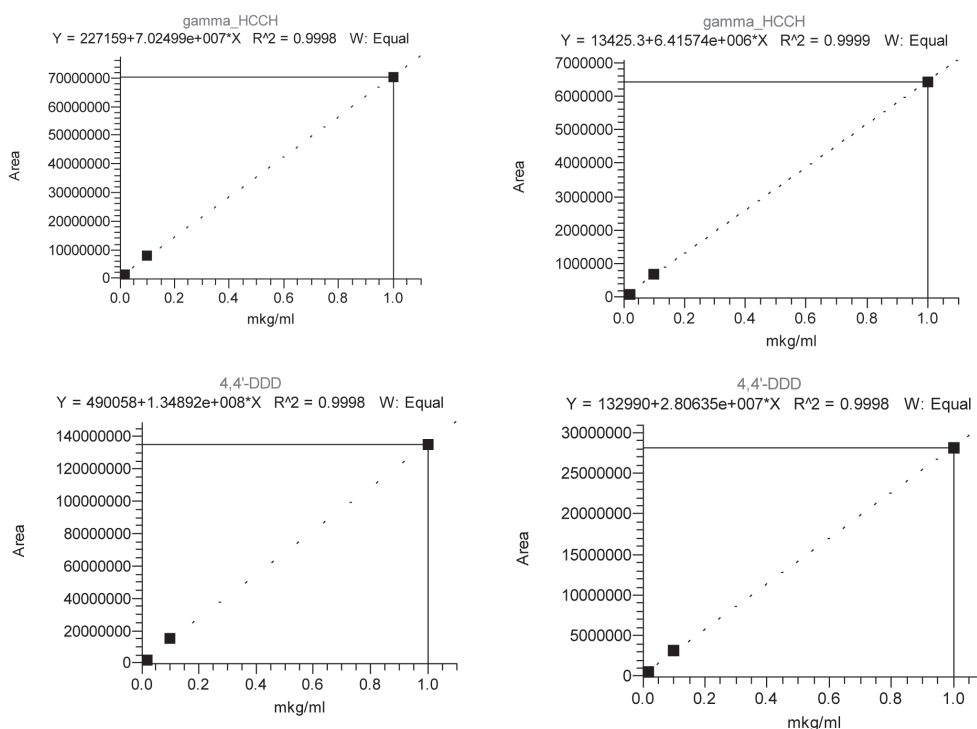 gamma_HCCH
Y = 227159+7.02499e+007*X R^2 = 0.9998 W: Equal
70000000
60000000
50000000
40000000
30000000
20000000
10000000
0
Area
0.0 0.2 0.4 0.6 0.8 1.0
mkg/ml
gamma_HCCH
Y = 13425.3+6.41574e+006*X R^2 = 0.9999 W: Equal
7000000
6000000
5000000
4000000
3000000
2000000
1000000
0
Area
0.0 0.2 0.4 0.6 0.8 1.0
mkg/ml
4,4'-DDD
Y = 490058+1.34892e+008*X R^2 = 0.9998 W: Equal
140000000
120000000
100000000
80000000
60000000
40000000
20000000
0
Area
0.0 0.2 0.4 0.6 0.8 1.0
mkg/ml
4,4'-DDD
Y = 132990+2.80635e+007*X R^2 = 0.9998 W: Equal
30000000
25000000
20000000
15000000
10000000
5000000
0
Area
0.0 0.2 0.4 0.6 0.8 1.0
mkg/ml